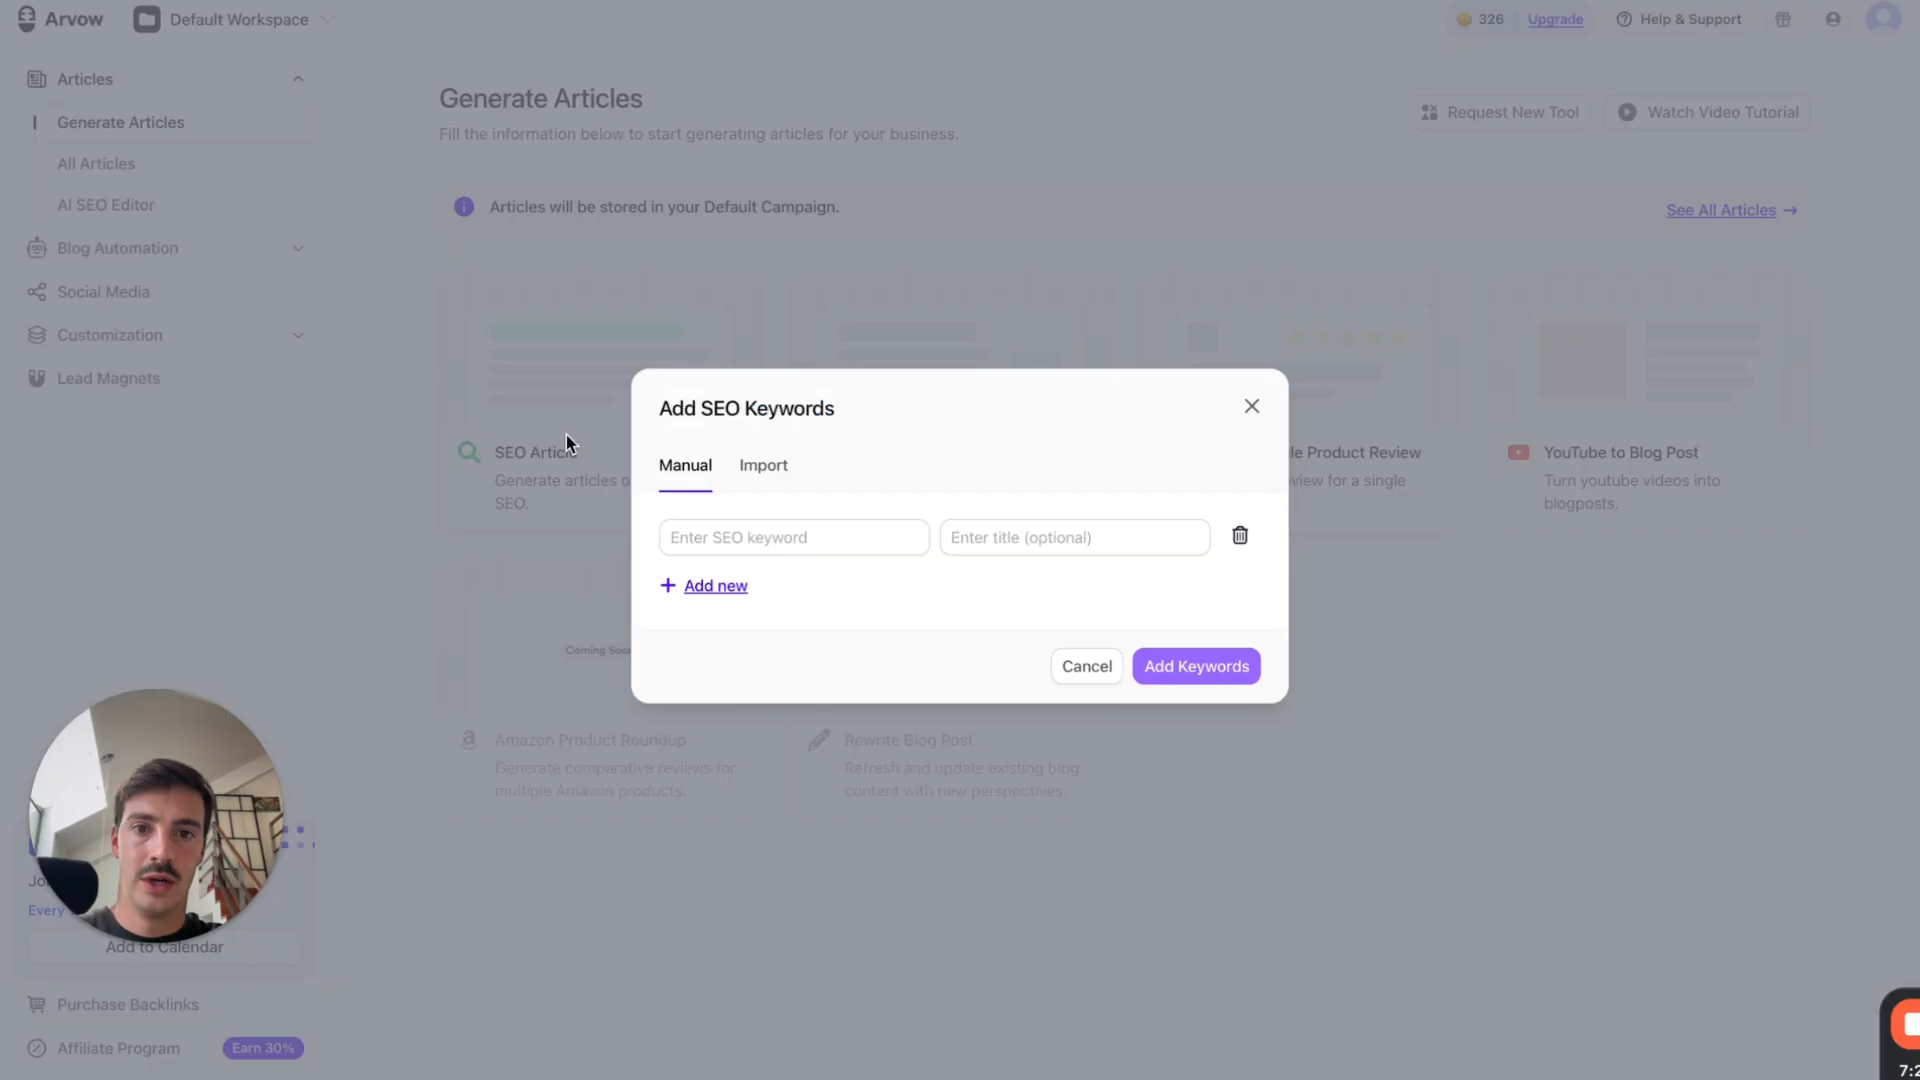 Arvow
Default Workspace
326
Upgrade
Help & Support
Articles
Generate Articles
All Articles
AI SEO Editor
Blog Automation
Social Media
Customization
Lead Magnets
Generate Articles
Fill the information below to start generating articles for your business.
Request New Tool
Watch Video Tutorial
Articles will be stored in your Default Campaign.
See All Articles →
SEO Article
Generate articles o
SEO.
le Product Review
view for a single
YouTube to Blog Post
Turn youtube videos into
blogposts.
Add SEO Keywords
Manual
Import
Enter SEO keyword
Enter title (optional)
Add new
Cancel
Add Keywords
Coming Soon
Amazon Product Roundup
Generate comparative reviews for
multiple Amazon products.
Rewrite Blog Post
Refresh and update existing blog
content with new perspectives.
Every
Add to Calendar
Purchase Backlinks
Affiliate Program
Earn 30%
7:2